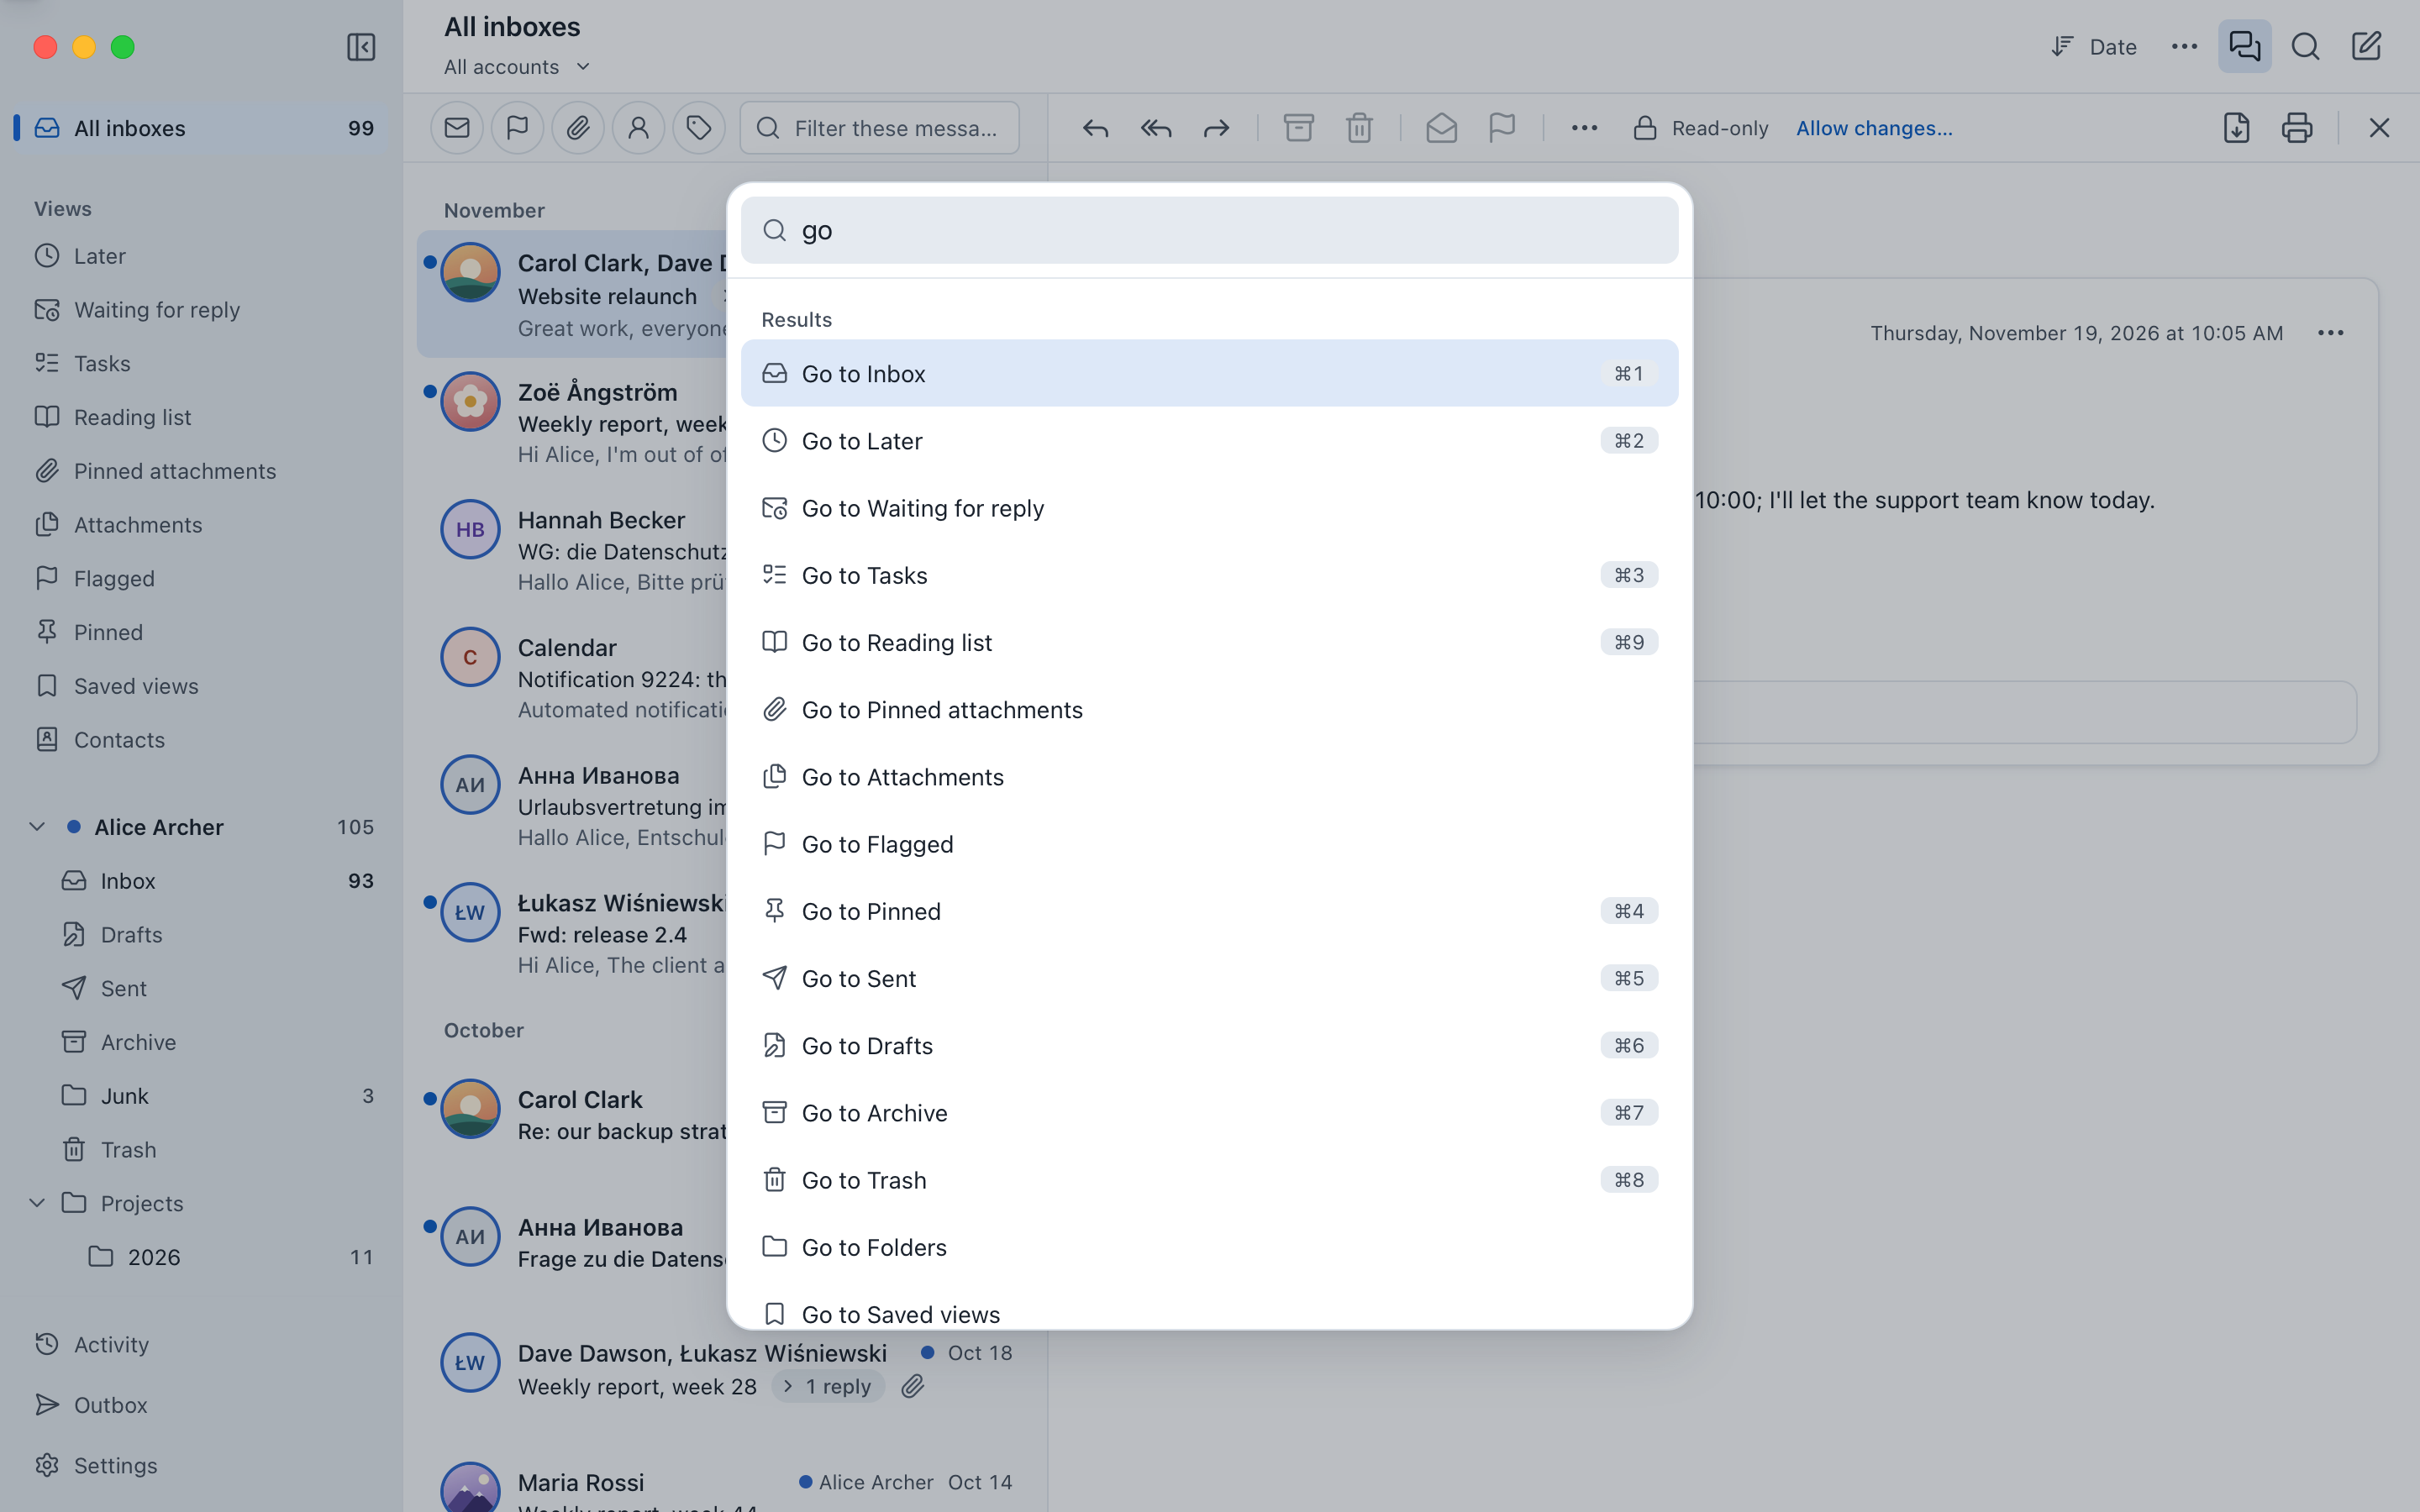 All inboxes
All accounts
Date
All inboxes 99
Filter these messa...
Read-only
Allow changes...
Views
Later
Waiting for reply
Tasks
Reading list
Pinned attachments
Attachments
Flagged
Pinned
Saved views
Contacts
Alice Archer 105
Inbox 93
Drafts
Sent
Archive
Junk 3
Trash
Projects
2026 11
Activity
Outbox
Settings
November
Carol Clark, Dave
Website relaunch
Great work, everyone
Zoë Ångström
Weekly report, week
Hi Alice, I'm out of
HB
Hannah Becker
WG: die
Hallo Alice, Bitte
C
Calendar
Notification 9224:
Automated
АИ
Анна Иванова
Urlaubsvertretung
Hallo Alice,
ŁW
Łukasz Wiśniewski
Fwd: release 2.4
Hi Alice, The client
October
Carol Clark
Re: our backup
АИ
Анна Иванова
Frage zu die
ŁW
Dave Dawson, Łukasz Wiśniewski Oct 18
Weekly report, week 28 1 reply
Maria Rossi Alice Archer Oct 14
Weekly report, week 44
go
Results
Go to Inbox ⌘1
Go to Later ⌘2
Go to Waiting for reply
Go to Tasks ⌘3
Go to Reading list ⌘9
Go to Pinned attachments
Go to Attachments
Go to Flagged
Go to Pinned ⌘4
Go to Sent ⌘5
Go to Drafts ⌘6
Go to Archive ⌘7
Go to Trash ⌘8
Go to Folders
Go to Saved views
Thursday, November 19, 2026 at 10:05 AM
10:00; I'll let the support team know today.